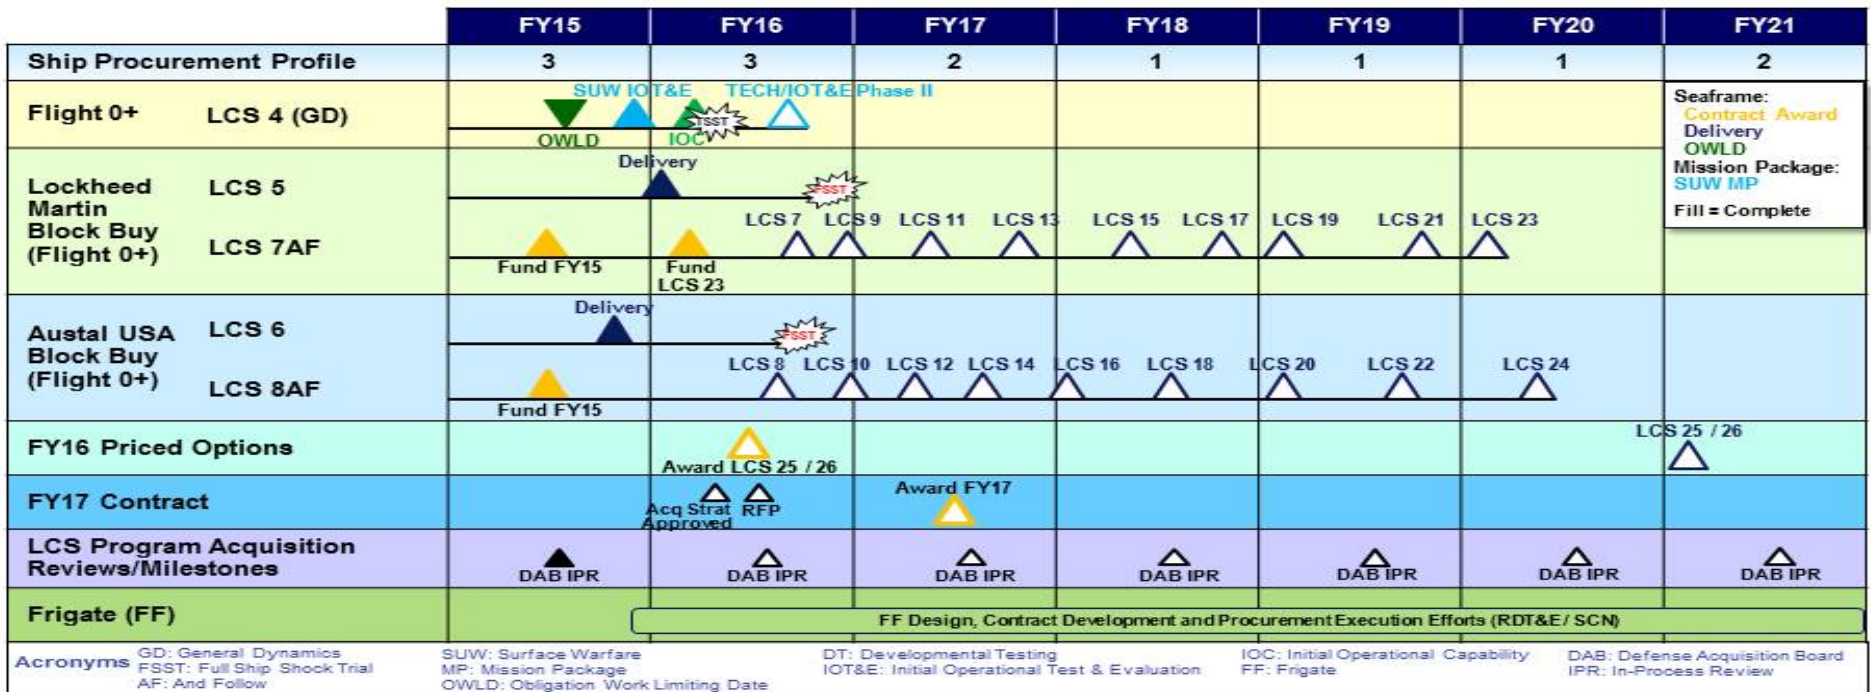 FY15 FY16 FY17 FY18 FY19 FY20 FY21
Ship Procurement Profile 3 3 2 1 1 1 2
SUW IOT&E TECH/IOT&E Phase II
Flight 0+ LCS 4 (GD)
TSST
OWLD IOC
Seaframe:
Contract Award
Delivery
OWLD
Mission Package:
SUW MP
Fill = Complete
Delivery
Lockheed
Martin
Block Buy
(Flight 0+)
LCS 5
FSST
LCS 7 LCS 9 LCS 11 LCS 13 LCS 15 LCS 17 LCS 19 LCS 21 LCS 23
LCS 7AF
Fund FY15 Fund
LCS 23
Delivery
Austal USA
Block Buy
(Flight 0+)
LCS 6
FSST
LCS 8 LCS 10 LCS 12 LCS 14 LCS 16 LCS 18 LCS 20 LCS 22 LCS 24
LCS 8AF
Fund FY15
FY16 Priced Options
LCS 25 / 26
Award LCS 25 / 26
FY17 Contract
Award FY17
Acq Strat RFP
Approved
LCS Program Acquisition
Reviews/Milestones
DAB IPR DAB IPR DAB IPR DAB IPR DAB IPR DAB IPR DAB IPR
Frigate (FF)
FF Design, Contract Development and Procurement Execution Efforts (RDT&E / SCN)
Acronyms
GD: General Dynamics
FSST: Full Ship Shock Trial
AF: And Follow
SUW: Surface Warfare
MP: Mission Package
OWLD: Obligation Work Limiting Date
DT: Developmental Testing
IOT&E: Initial Operational Test & Evaluation
IOC: Initial Operational Capability
FF: Frigate
DAB: Defense Acquisition Board
IPR: In-Process Review